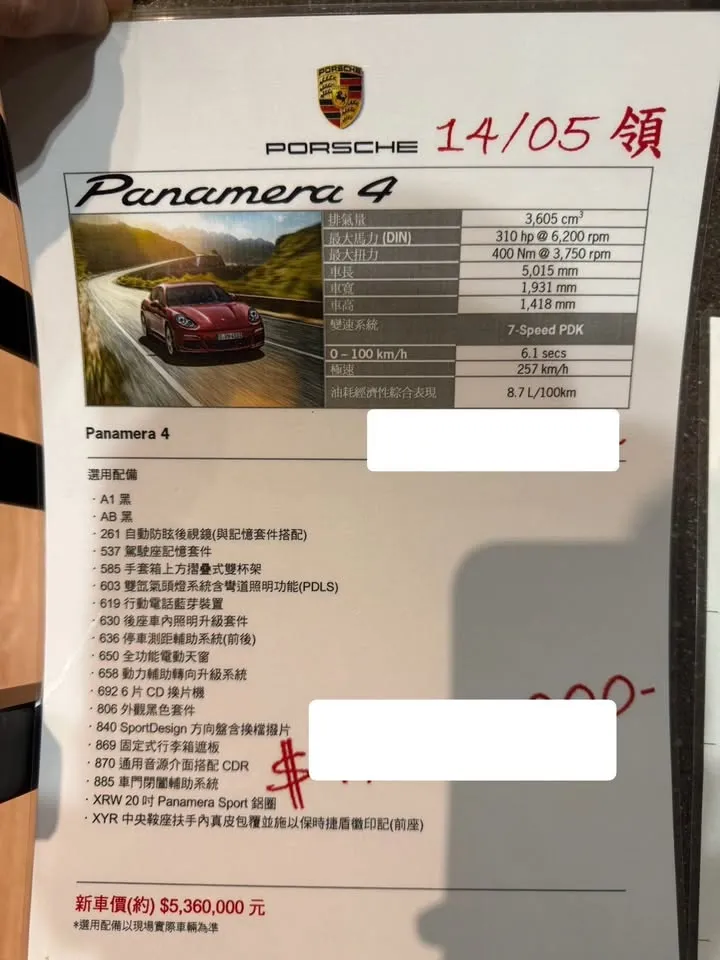 PORSCHE
PORSCHE 14/05 領
Panamera 4
排氣量 3,605 cm³
最大馬力 (DIN) 310 hp @ 6,200 rpm
最大扭力 400 Nm @ 3,750 rpm
車長 5,015 mm
車寬 1,931 mm
車高 1,418 mm
變速系統 7-Speed PDK
0 – 100 km/h 6.1 secs
極速 257 km/h
油耗經濟性綜合表現 8.7 L/100km
Panamera 4
選用配備
· A1 黑
· AB 黑
· 261 自動防眩後視鏡(與記憶套件搭配)
· 537 駕駛座記憶套件
· 585 手套箱上方摺疊式雙杯架
· 603 雙氙氣頭燈系統含彎道照明功能(PDLS)
· 619 行動電話藍芽裝置
· 630 後座車內照明升級套件
· 636 停車測距輔助系統(前後)
· 650 全功能電動天窗
· 658 動力輔助轉向升級系統
· 692 6 片 CD 換片機
· 806 外觀黑色套件
· 840 SportDesign 方向盤含換檔撥片
· 869 固定式行李箱遮板
· 870 通用音源介面搭配 CDR
· 885 車門閉闔輔助系統
· XRW 20 吋 Panamera Sport 鋁圈
· XYR 中央鞍座扶手內真皮包覆並施以保時捷盾徽印記(前座)
$
新車價(約) $5,360,000 元
*選用配備以現場實際車輛為準